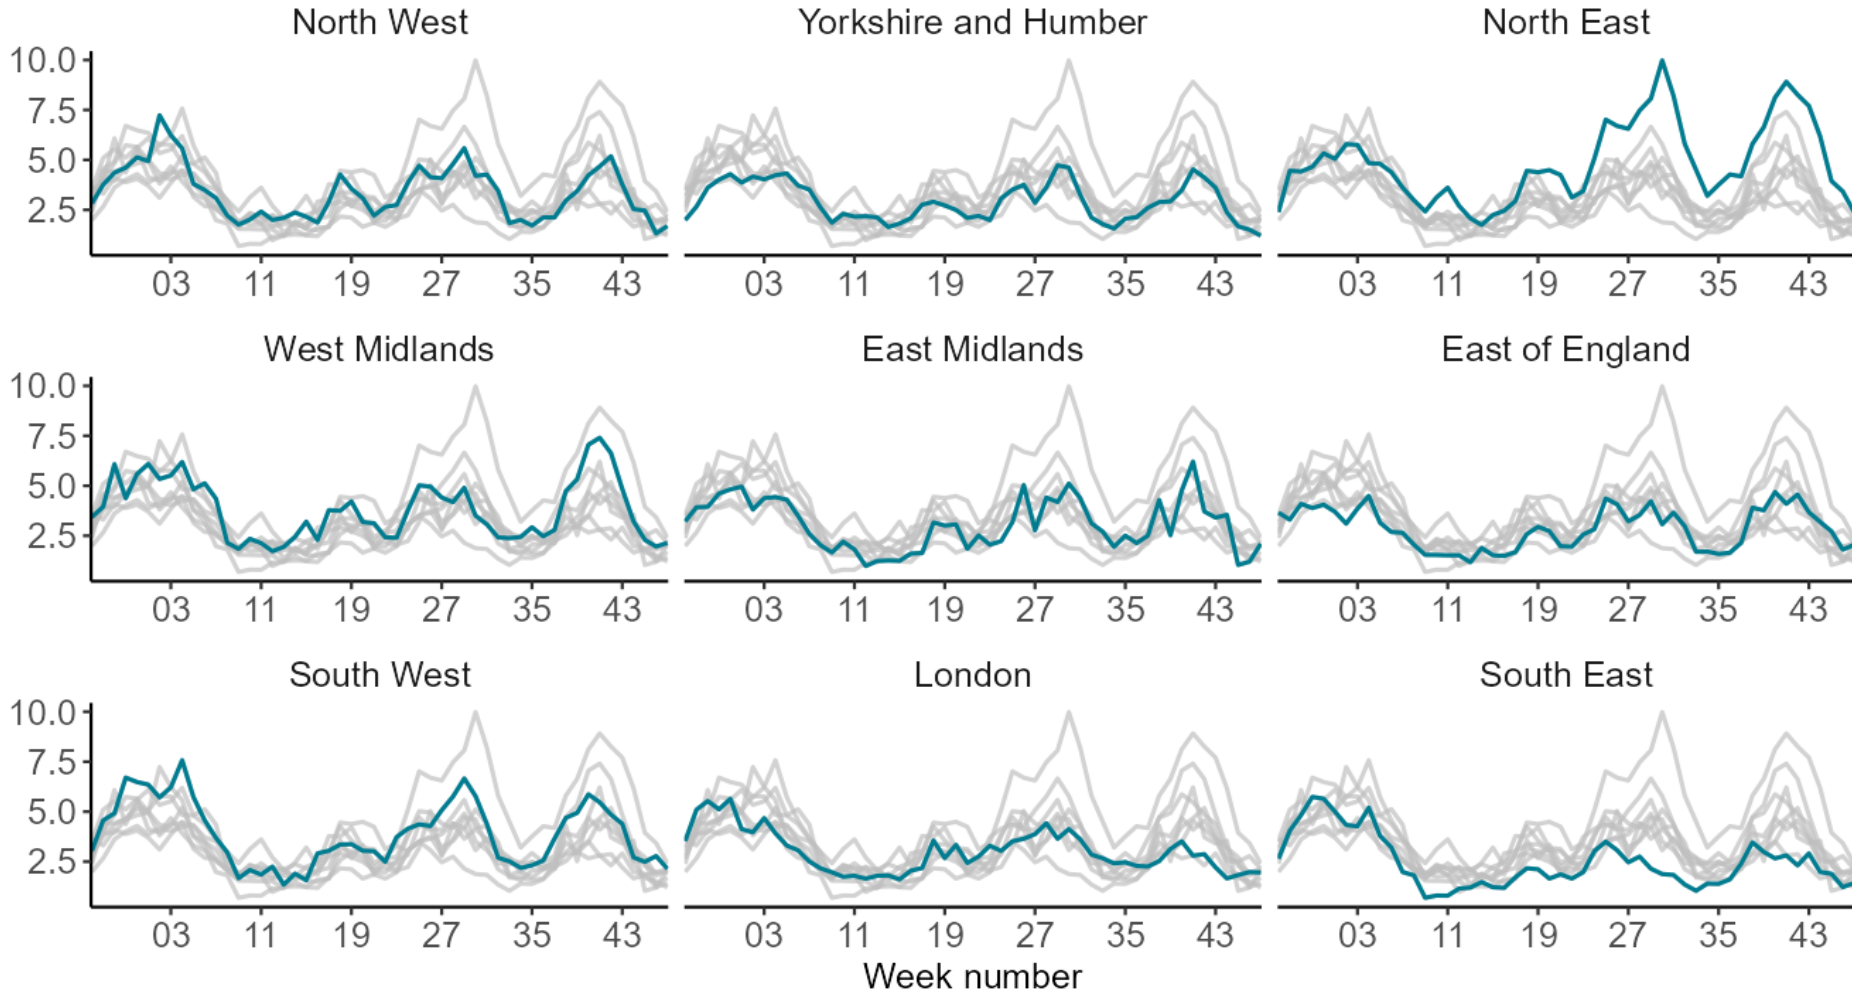 North West Yorkshire and Humber North East
10.0
7.5
5.0
2.5
03 11 19 27 35 43 03 11 19 27 35 43 03 11 19 27 35 43
West Midlands East Midlands East of England
10.0
7.5
5.0
2.5
03 11 19 27 35 43 03 11 19 27 35 43 03 11 19 27 35 43
South West London South East
10.0
7.5
5.0
2.5
03 11 19 27 35 43 03 11 19 27 35 43 03 11 19 27 35 43
Week number